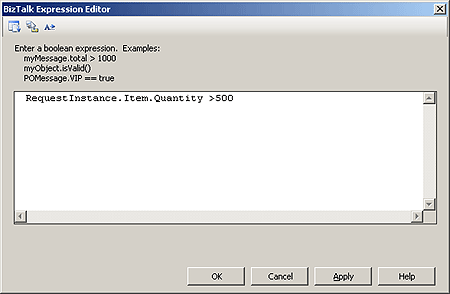 BizTalk Expression Editor
Enter a boolean expression. Examples:
myMessage.total > 1000
myObject.isValid()
POMessage.VIP == true
RequestInstance.Item.Quantity >500
OK
Cancel
Apply
Help